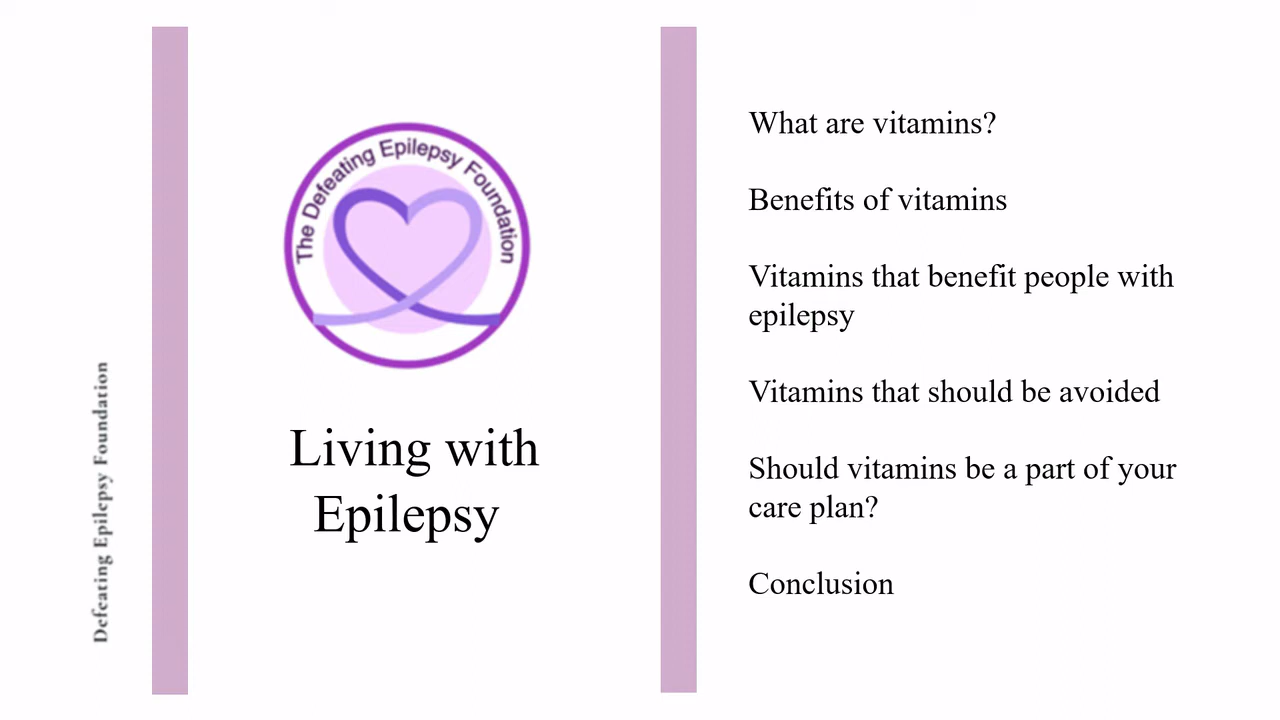 Defeating Epilepsy Foundation
The Defeating Epilepsy Foundation
Living with
Epilepsy
What are vitamins?
Benefits of vitamins
Vitamins that benefit people with
epilepsy
Vitamins that should be avoided
Should vitamins be a part of your
care plan?
Conclusion